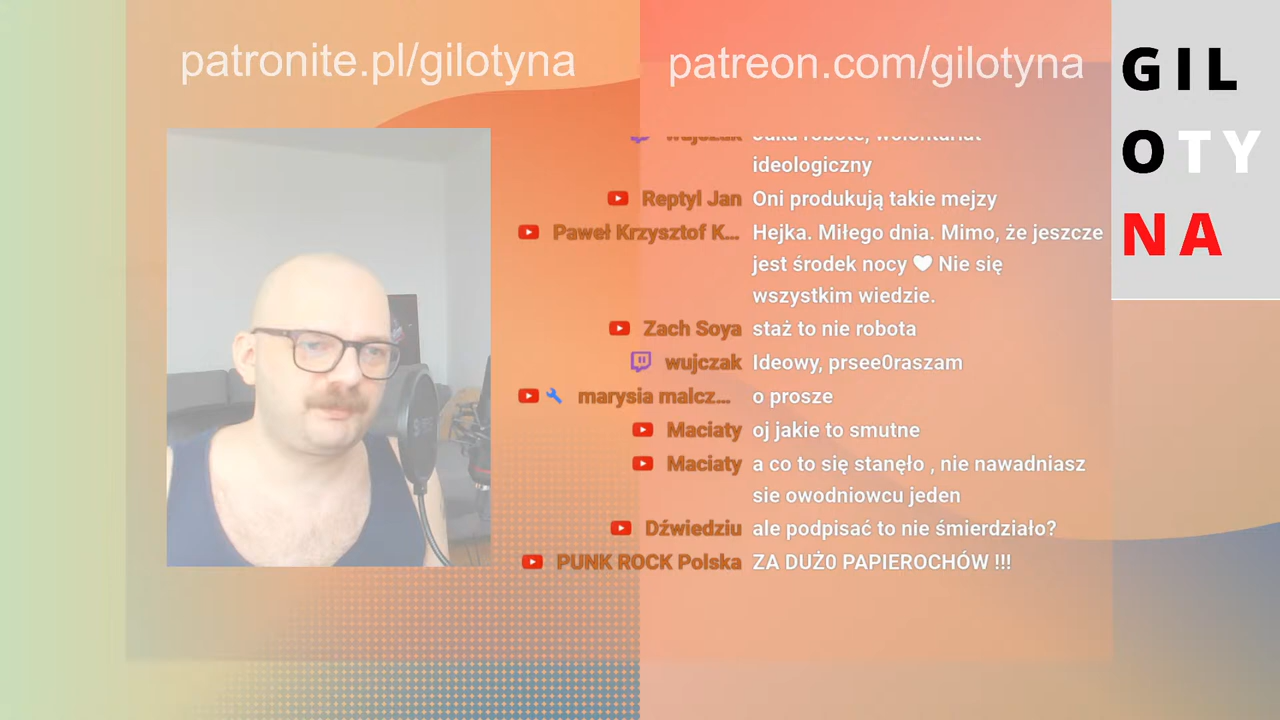 patronite.pl/gilotyna
patreon.com/gilotyna
GIL
OTY
NA
wujczak
ideologiczny
Reptyl Jan Oni produkują takie mejzy
Paweł Krzysztof K... Hejka. Miłego dnia. Mimo, że jeszcze
jest środek nocy 🤍 Nie się
wszystkim wiedzie.
Zach Soya staż to nie robota
wujczak Ideowy, prsee0raszam
marysia malcz... o prosze
Maciaty oj jakie to smutne
Maciaty a co to się stanęło , nie nawadniasz
sie owodniowcu jeden
Dźwiedziu ale podpisać to nie śmierdziało?
PUNK ROCK Polska ZA DUŻ0 PAPIEROCHÓW !!!